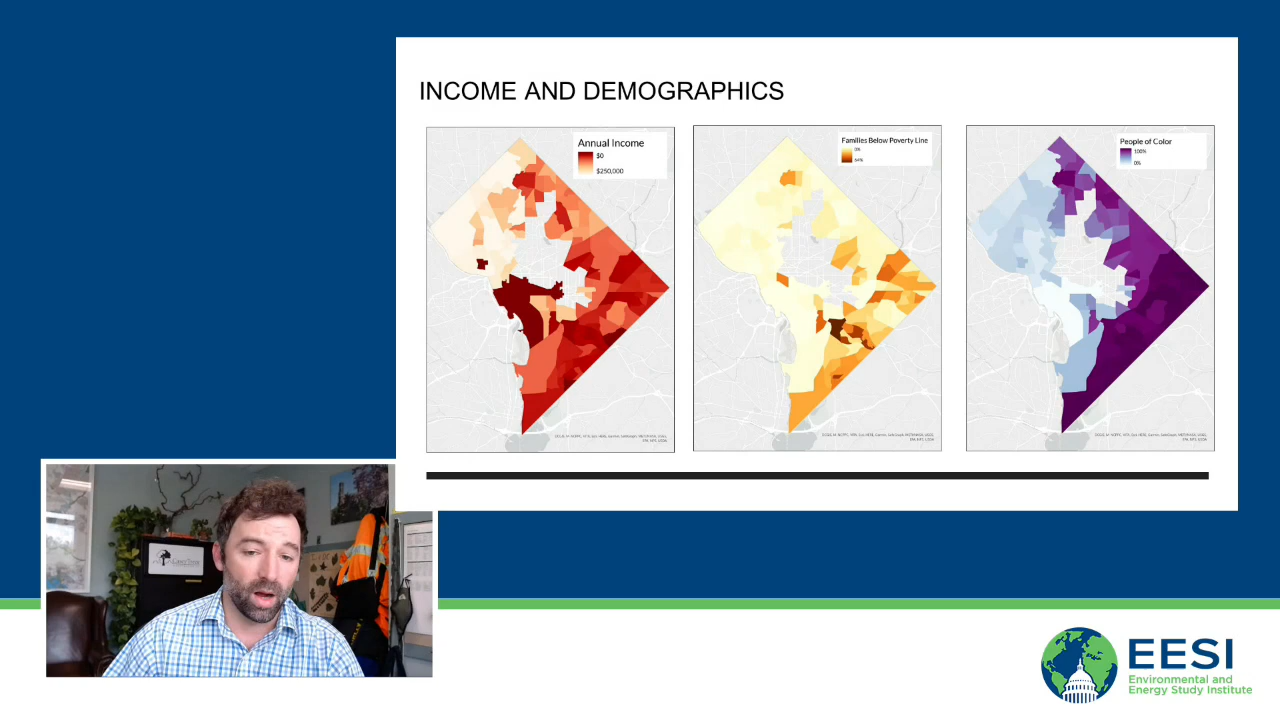 INCOME AND DEMOGRAPHICS
Annual Income
$0
$250,000
Families Below Poverty Line
0%
64%
People of Color
100%
0%
EESI
Environmental and
Energy Study Institute